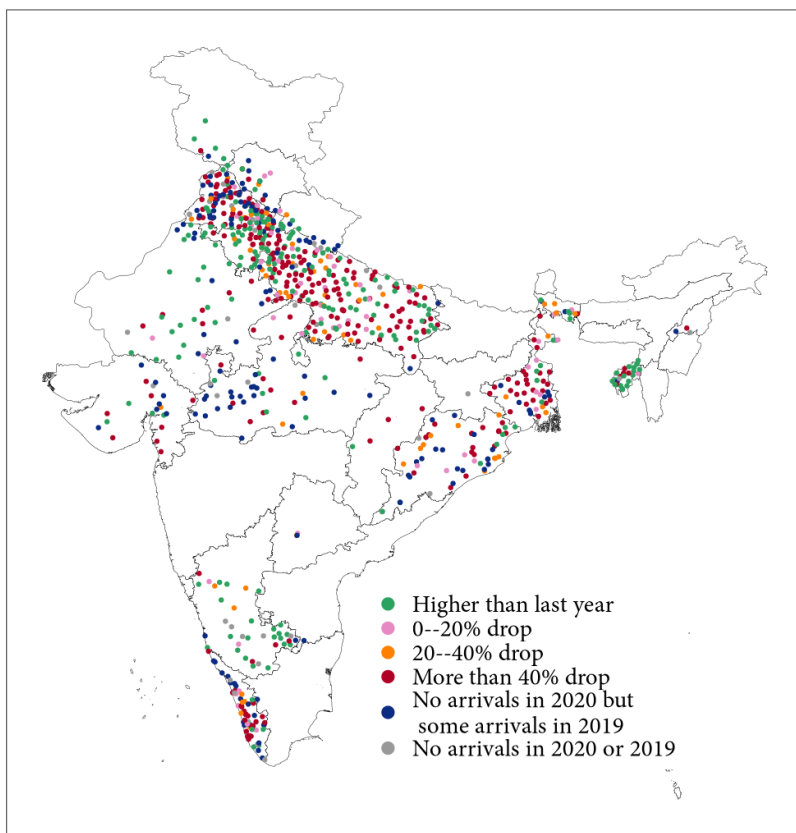 Higher than last year
0--20% drop
20--40% drop
More than 40% drop
No arrivals in 2020 but
some arrivals in 2019
No arrivals in 2020 or 2019